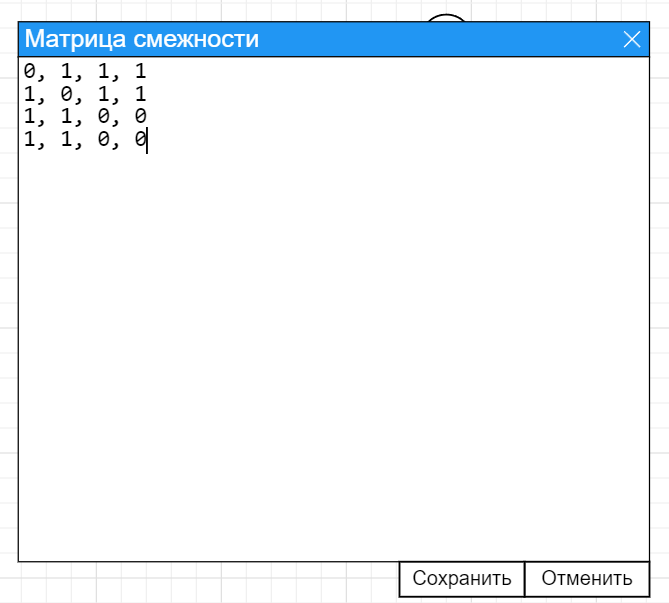 Матрица смежности
0, 1, 1, 1
1, 0, 1, 1
1, 1, 0, 0
1, 1, 0, 0
Сохранить Отменить